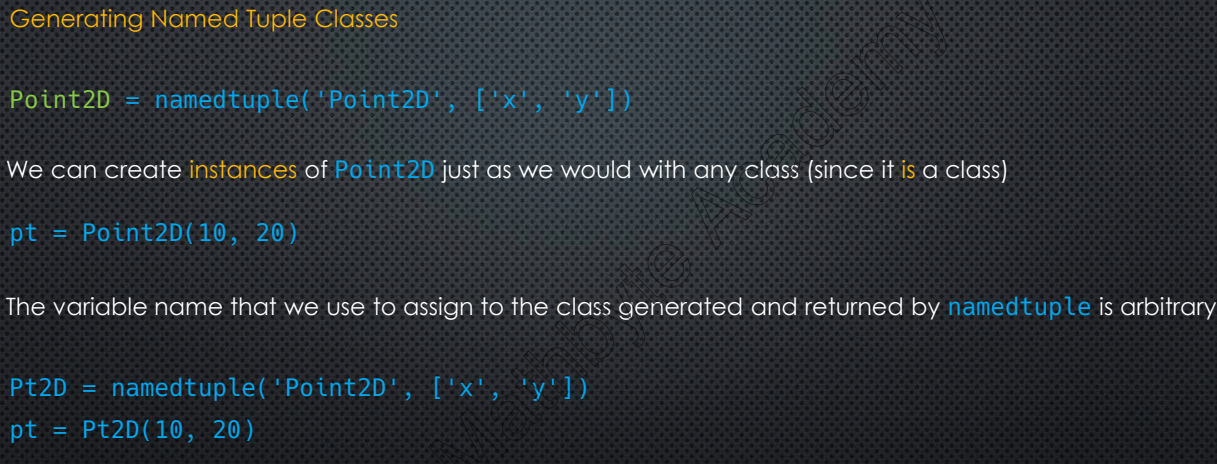 Generating Named Tuple Classes
Point2D = namedtuple('Point2D', ['x', 'y'])
We can create instances of Point2D just as we would with any class (since it is a class)
pt = Point2D(10, 20)
The variable name that we use to assign to the class generated and returned by namedtuple is arbitrary
Pt2D = namedtuple('Point2D', ['x', 'y'])
pt = Pt2D(10, 20)